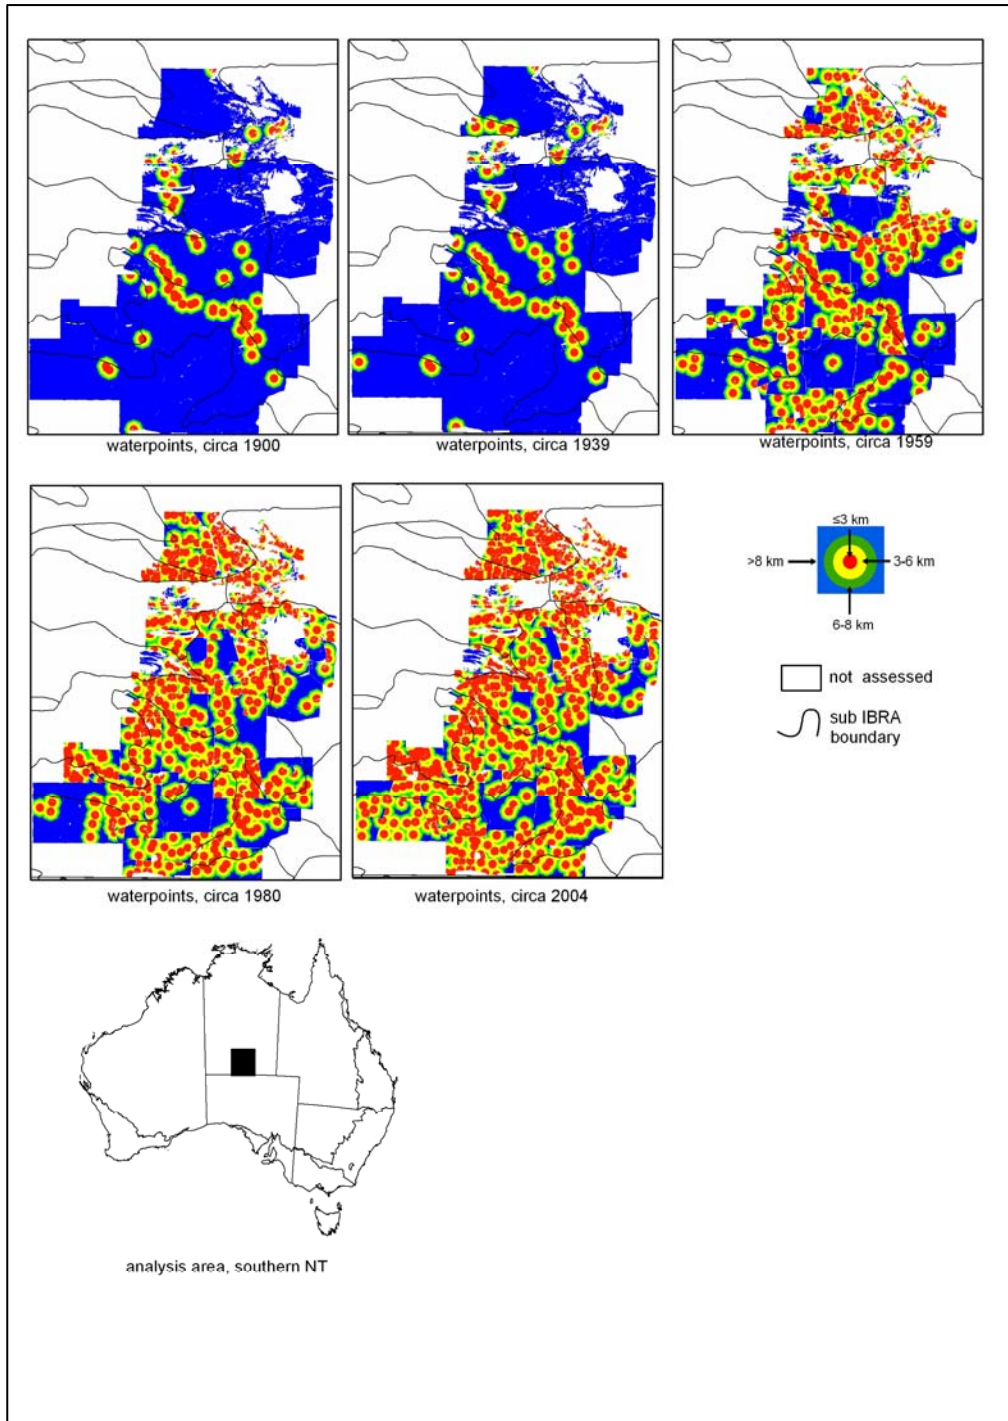 waterpoints, circa 1900
waterpoints, circa 1939
waterpoints, circa 1959
waterpoints, circa 1980
waterpoints, circa 2004
≤3 km
>8 km
3-6 km
6-8 km
not assessed
sub IBRA
boundary
analysis area, southern NT